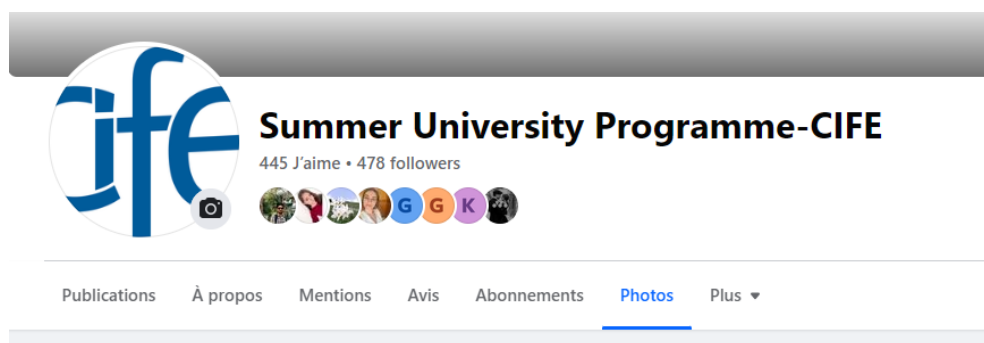 cife
Summer University Programme-CIFE
445 J'aime • 478 followers
G G K
Publications À propos Mentions Avis Abonnements Photos Plus